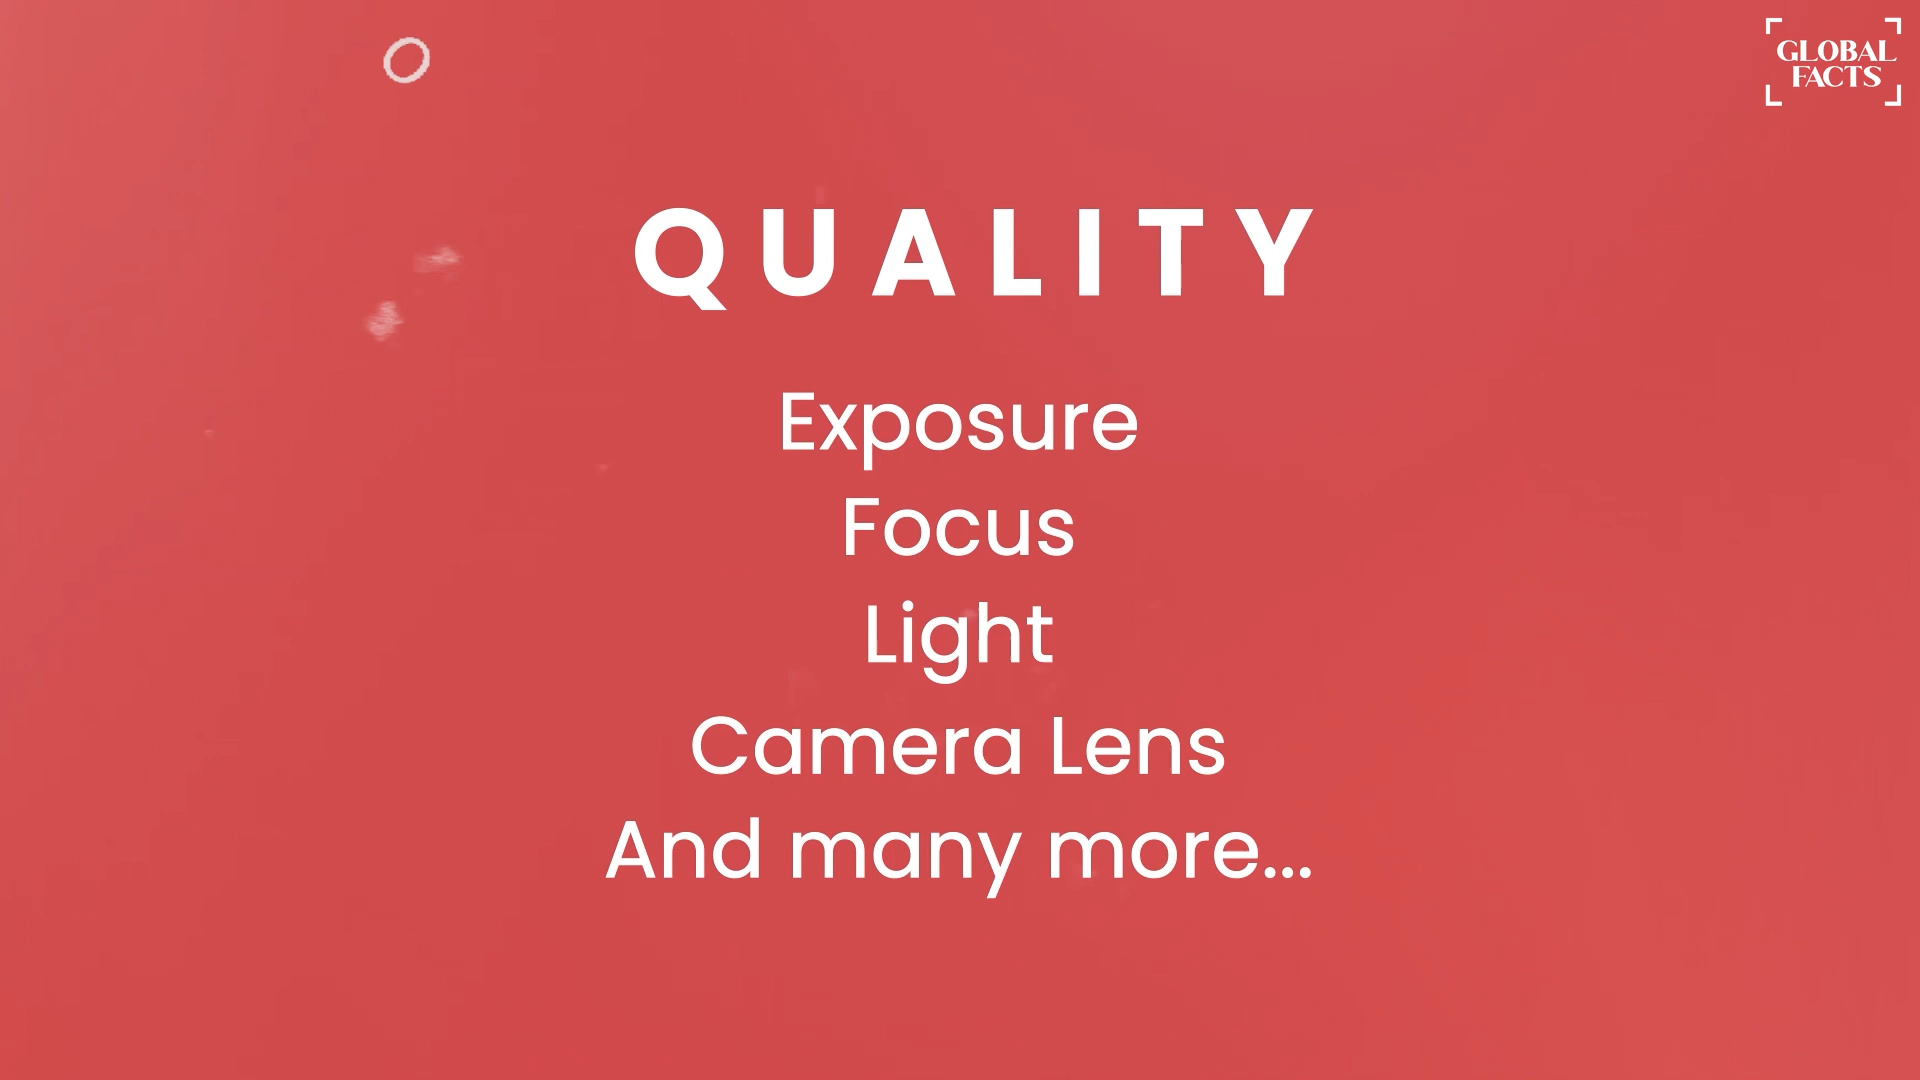 GLOBAL
FACTS
QUALITY
Exposure
Focus
Light
Camera Lens
And many more...